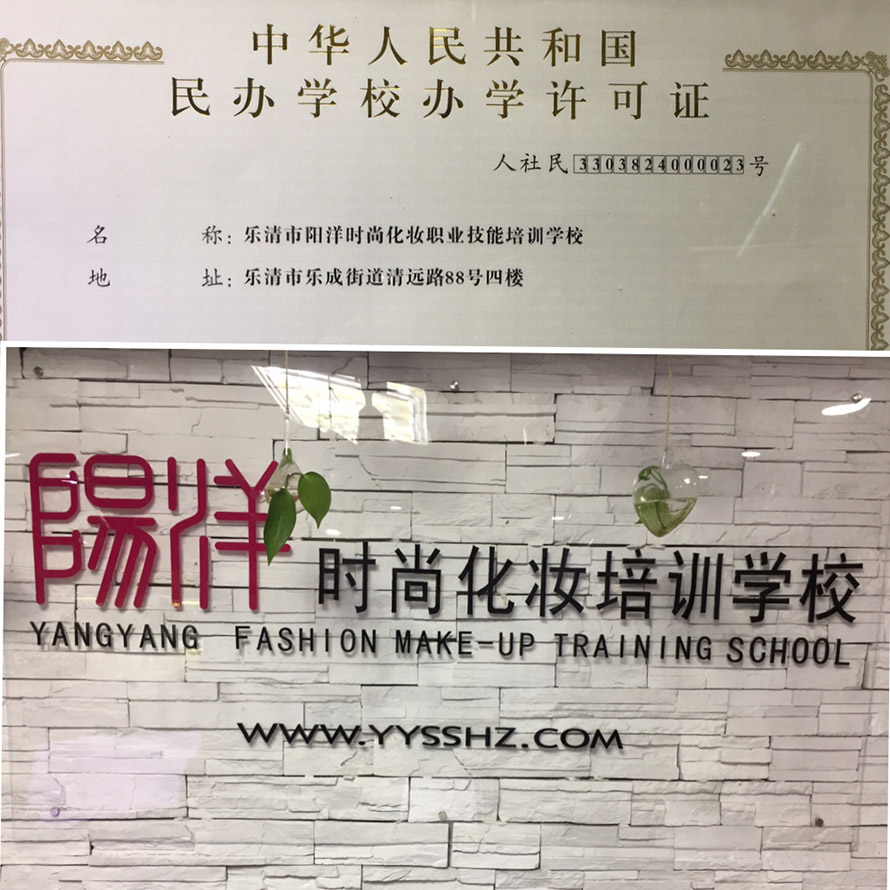 中华人民共和国
民办学校办学许可证
人社民3303824000023号
名 称：乐清市阳洋时尚化妆职业技能培训学校
地 址：乐清市乐成街道清远路88号四楼
陽洋 时尚化妆培训学校
YANGYANG FASHION MAKE-UP TRAINING SCHOOL
WWW.YYSSHZ.COM